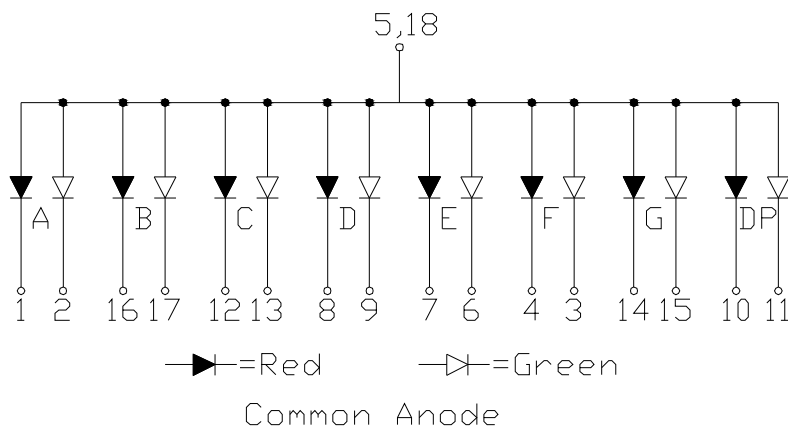 5,18
A B C D E F G DP
1 2 16 17 12 13 8 9 7 6 4 3 14 15 10 11
=Red =Green
Common Anode